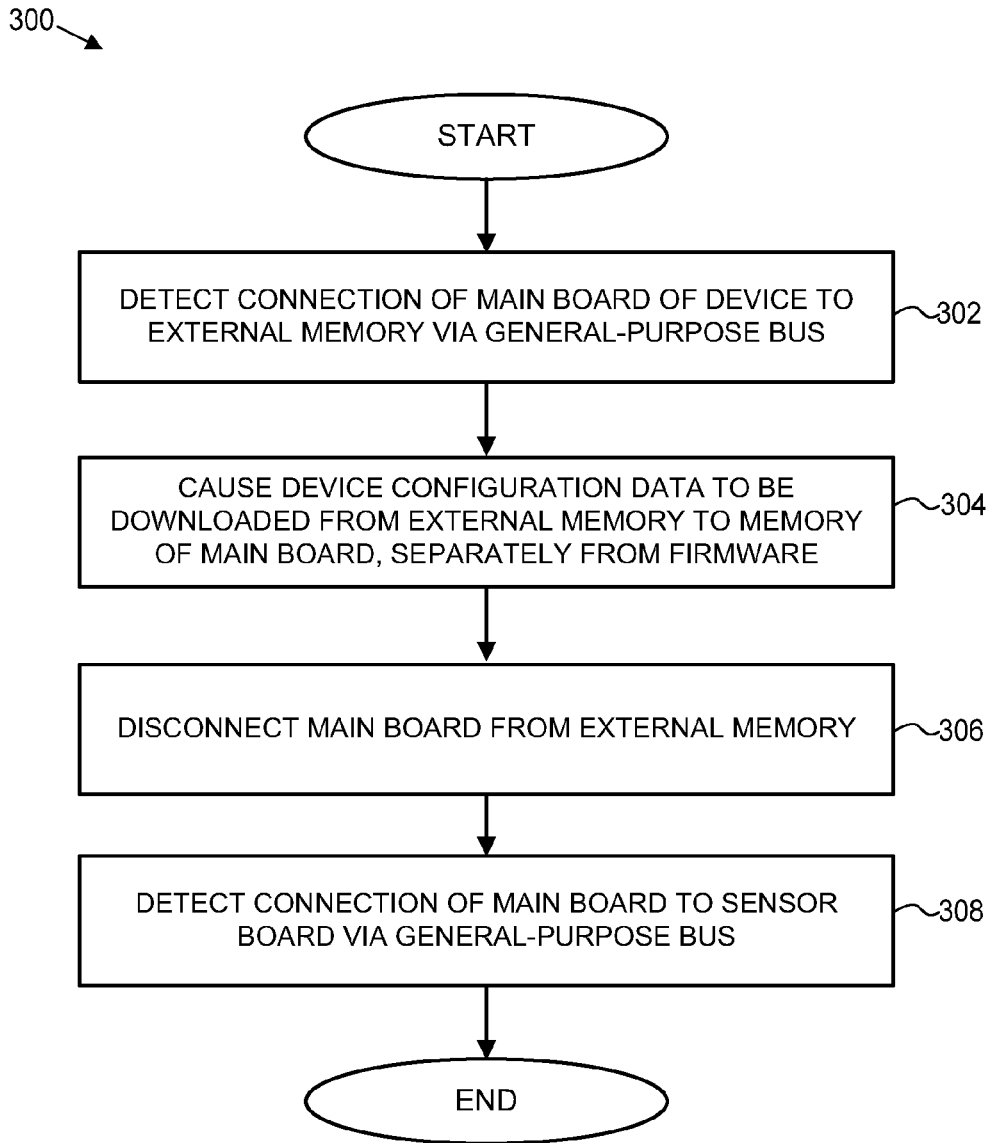 300
START
DETECT CONNECTION OF MAIN BOARD OF DEVICE TO
EXTERNAL MEMORY VIA GENERAL-PURPOSE BUS
302
CAUSE DEVICE CONFIGURATION DATA TO BE
DOWNLOADED FROM EXTERNAL MEMORY TO MEMORY
OF MAIN BOARD, SEPARATELY FROM FIRMWARE
304
DISCONNECT MAIN BOARD FROM EXTERNAL MEMORY
306
DETECT CONNECTION OF MAIN BOARD TO SENSOR
BOARD VIA GENERAL-PURPOSE BUS
308
END